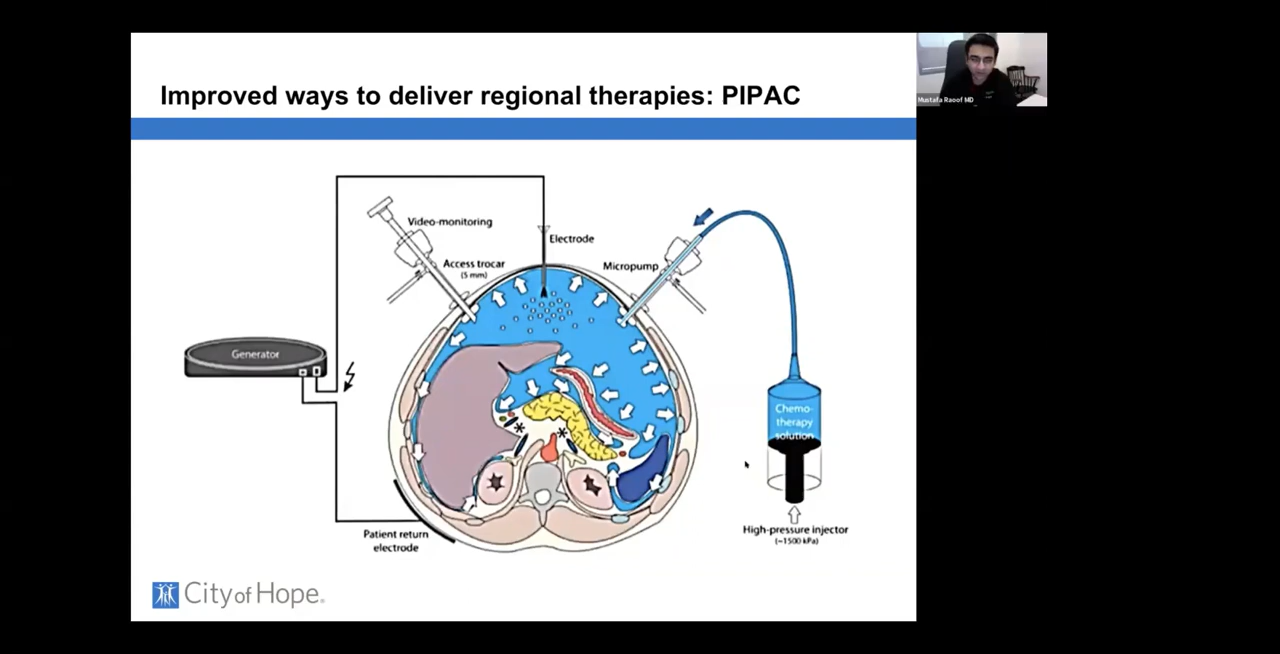 Improved ways to deliver regional therapies: PIPAC
Mustafa Raoof MD
Video-monitoring
Electrode
Access trocar
(5 mm)
Micropump
Generator
Chemo-
therapy
solution
High-pressure injector
(~1500 kPa)
Patient return
electrode
City of Hope®